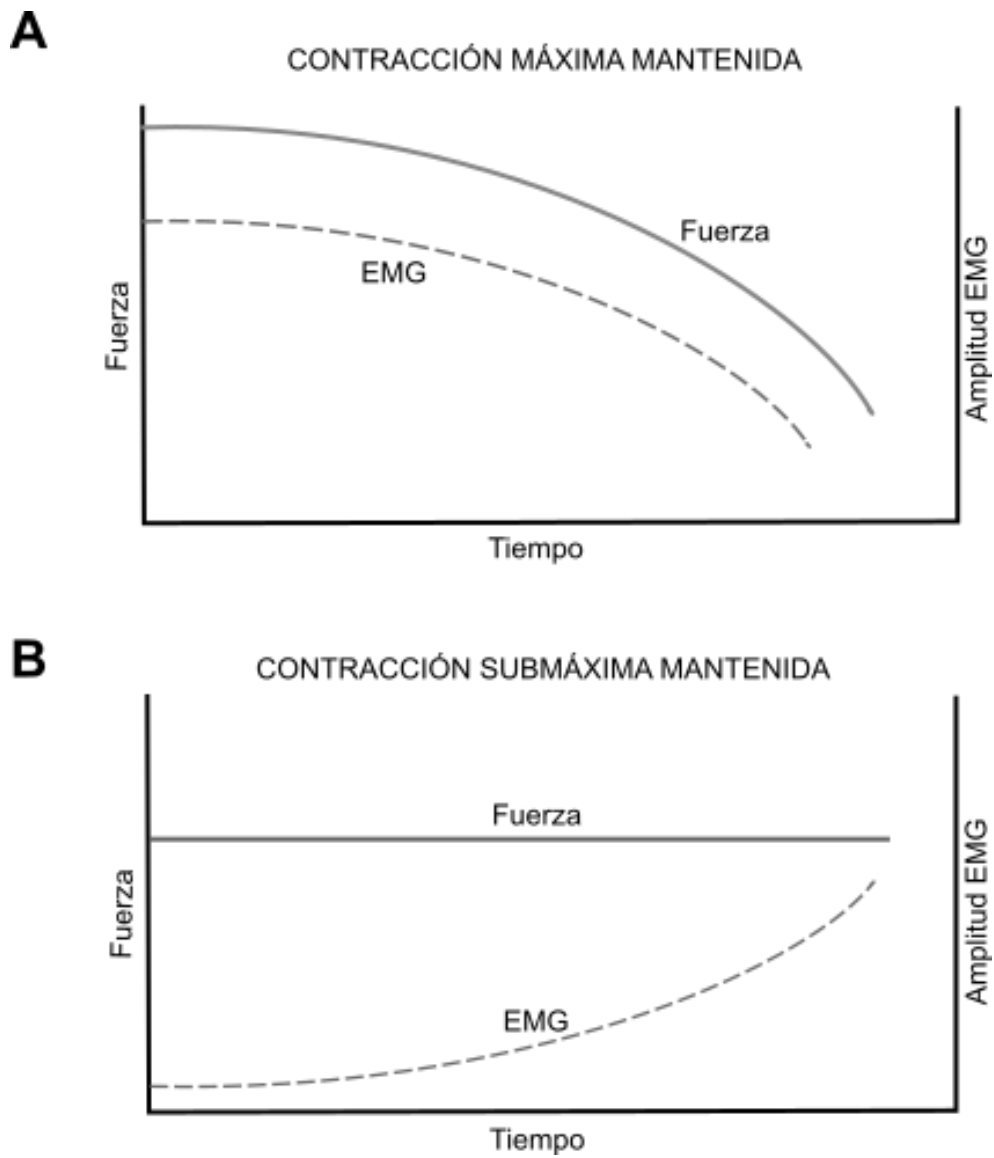 A
CONTRACCIÓN MÁXIMA MANTENIDA
Fuerza
EMG
Fuerza
Amplitud EMG
Tiempo
B
CONTRACCIÓN SUBMÁXIMA MANTENIDA
Fuerza
Fuerza
EMG
Amplitud EMG
Tiempo